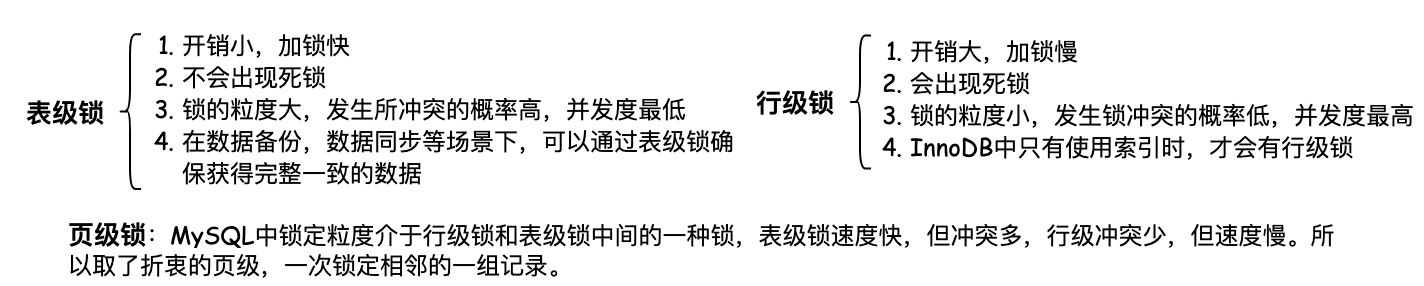 表级锁
1. 开销小，加锁快
2. 不会出现死锁
3. 锁的粒度大，发生所冲突的概率高，并发度最低
4. 在数据备份，数据同步等场景下，可以通过表级锁确
保获得完整一致的数据
行级锁
1. 开销大，加锁慢
2. 会出现死锁
3. 锁的粒度小，发生锁冲突的概率低，并发度最高
4. InnoDB中只有使用索引时，才会有行级锁
页级锁：MySQL中锁定粒度介于行级锁和表级锁中间的一种锁，表级锁速度快，但冲突多，行级冲突少，但速度慢。所
以取了折衷的页级，一次锁定相邻的一组记录。